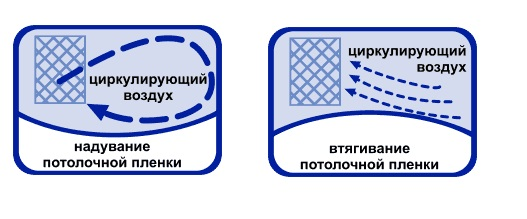 циркулирующий
воздух
надувание
потолочной пленки
циркулирующий
воздух
втягивание
потолочной пленки